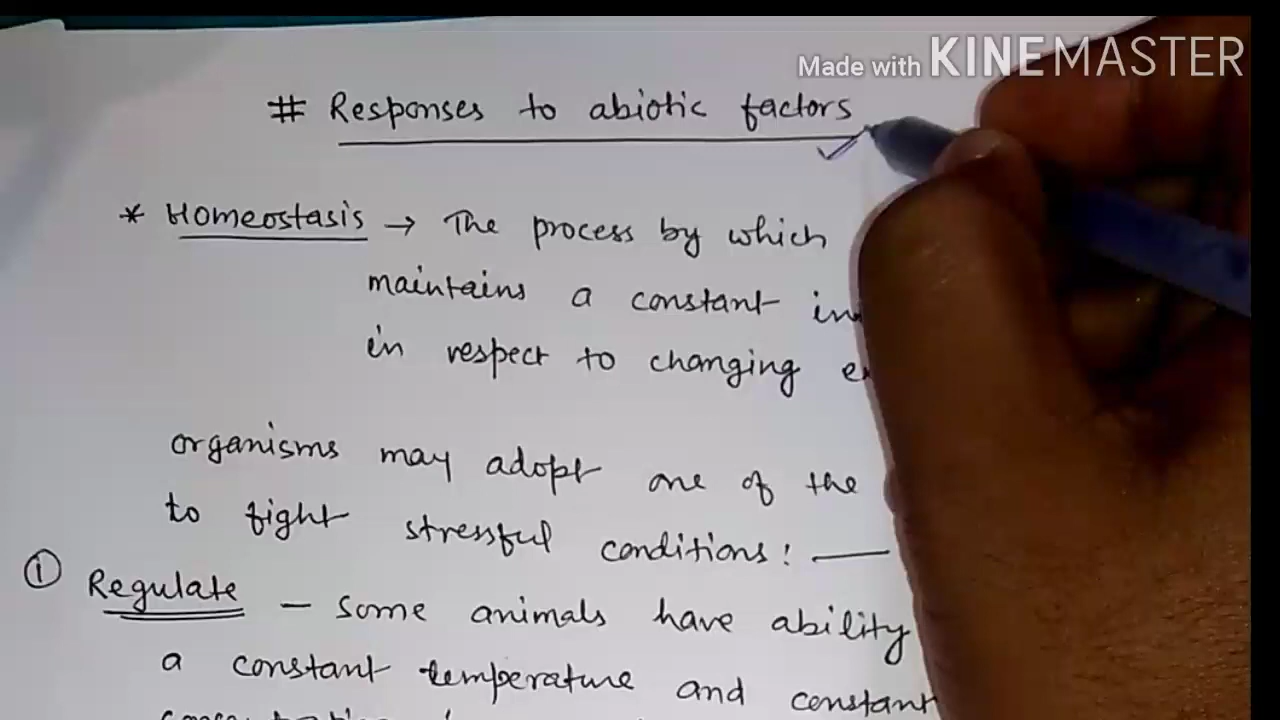 Made with KINEMASTER
# Responses to abiotic factors
* Homeostasis → The process by which
maintains a constant
in respect to changing
organisms may adopt one of the
to fight stressful conditions: —
① Regulate - Some animals have ability
a constant temperature and constant